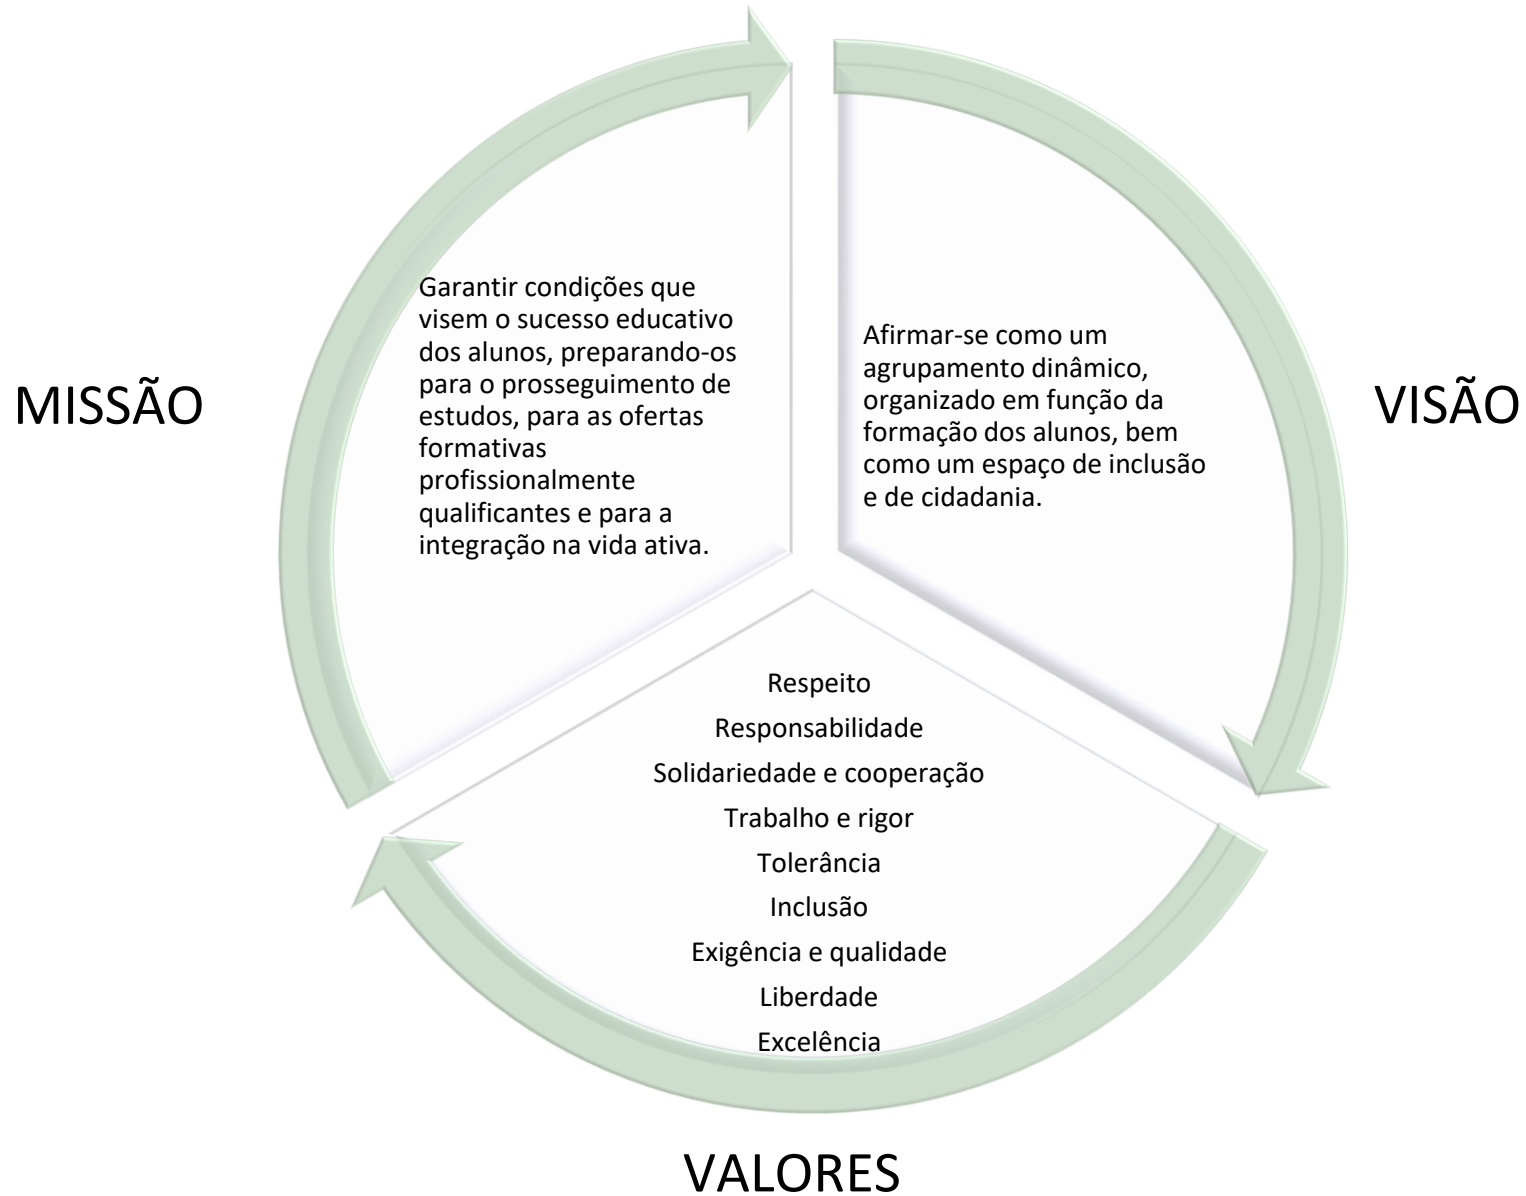 MISSÃO
Garantir condições que
visem o sucesso educativo
dos alunos, preparando-os
para o prosseguimento de
estudos, para as ofertas
formativas
profissionalmente
qualificantes e para a
integração na vida ativa.
VISÃO
Afirmar-se como um
agrupamento dinâmico,
organizado em função da
formação dos alunos, bem
como um espaço de inclusão
e de cidadania.
Respeito
Responsabilidade
Solidariedade e cooperação
Trabalho e rigor
Tolerância
Inclusão
Exigência e qualidade
Liberdade
Excelência
VALORES